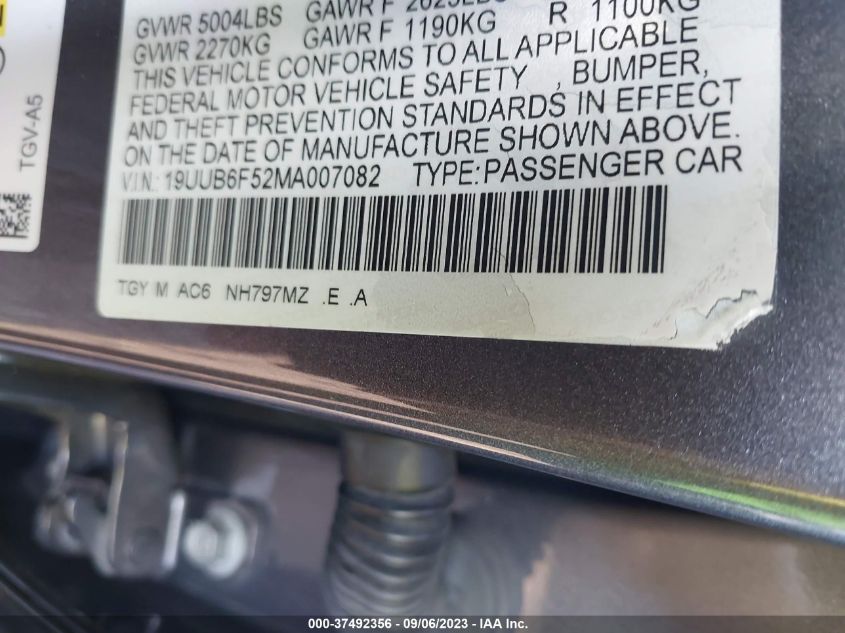 GVWR 5004LBS GAWR F 2623LBS
GVWR 2270KG GAWR F 1190KG R 1100KG
THIS VEHICLE CONFORMS TO ALL APPLICABLE
FEDERAL MOTOR VEHICLE SAFETY , BUMPER,
AND THEFT PREVENTION STANDARDS IN EFFECT
ON THE DATE OF MANUFACTURE SHOWN ABOVE.
V.I.N.: 19UUB6F52MA007082 TYPE:PASSENGER CAR
TGY M AC6 NH797MZ .E .A
TGV-A5
000-37492356 - 09/06/2023 - IAA Inc.